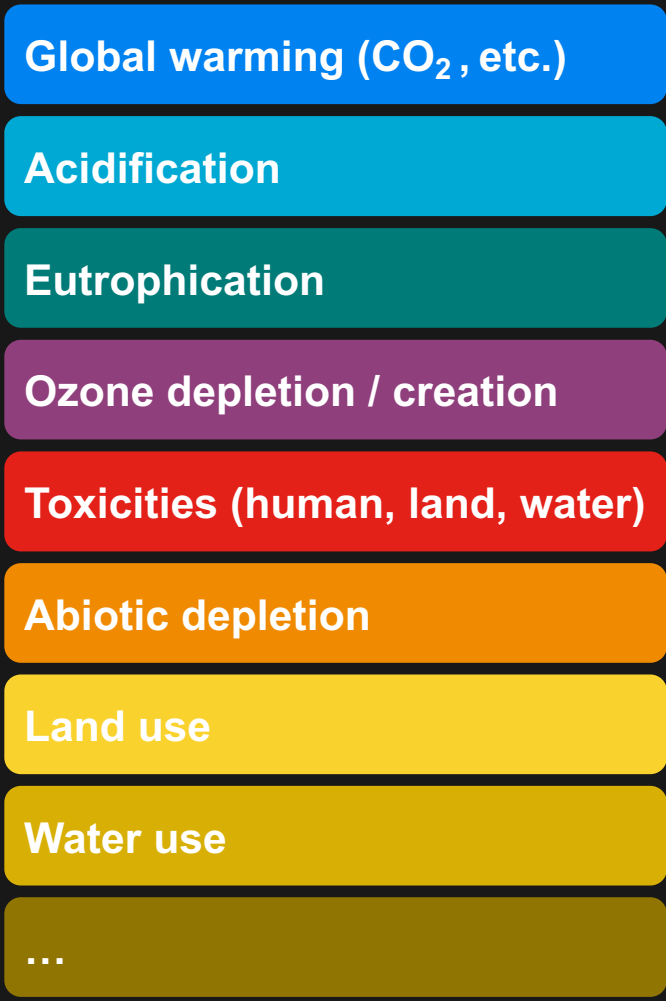 Global warming (CO₂ , etc.)
Acidification
Eutrophication
Ozone depletion / creation
Toxicities (human, land, water)
Abiotic depletion
Land use
Water use
…